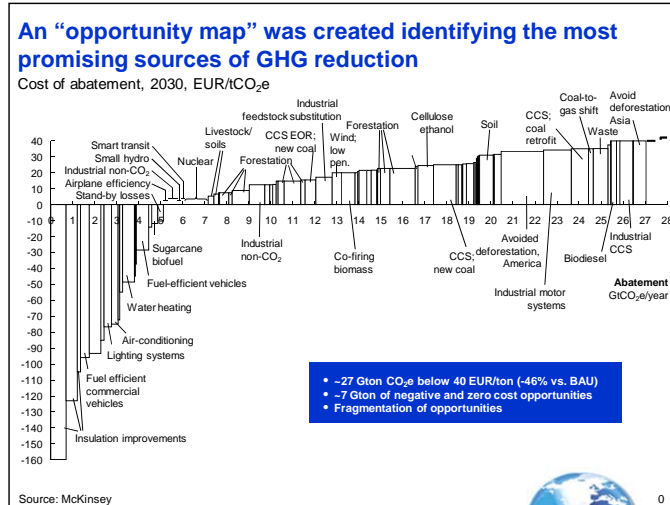 An “opportunity map” was created identifying the most
promising sources of GHG reduction
Cost of abatement, 2030, EUR/tCO2e
40
30
20
10
0
-10
-20
-30
-40
-50
-60
-70
-80
-90
-100
-110
-120
-130
-140
-150
-160
0 1 2 3 4 5 6 7 8 9 10 11 12 13 14 15 16 17 18 19 20 21 22 23 24 25 26 27 28
Smart transit
Small hydro
Industrial non-CO2
Airplane efficiency
Stand-by losses
Nuclear
Livestock/
soils
Forestation
Industrial
feedstock substitution
CCS EOR;
new coal
Wind;
low
pen.
Forestation
Cellulose
ethanol
Soil
CCS;
coal
retrofit
Coal-to-
gas shift
Waste
Avoid
deforestation
Asia
Sugarcane
biofuel
Fuel-efficient vehicles
Water heating
Air-conditioning
Lighting systems
Fuel efficient
commercial
vehicles
Insulation improvements
Industrial
non-CO2
Co-firing
biomass
CCS;
new coal
Avoided
deforestation,
America
Industrial motor
systems
Biodiesel
Industrial
CCS
Abatement
GtCO2e/year
• ~27 Gton CO2e below 40 EUR/ton (-46% vs. BAU)
• ~7 Gton of negative and zero cost opportunities
• Fragmentation of opportunities
Source: McKinsey
0